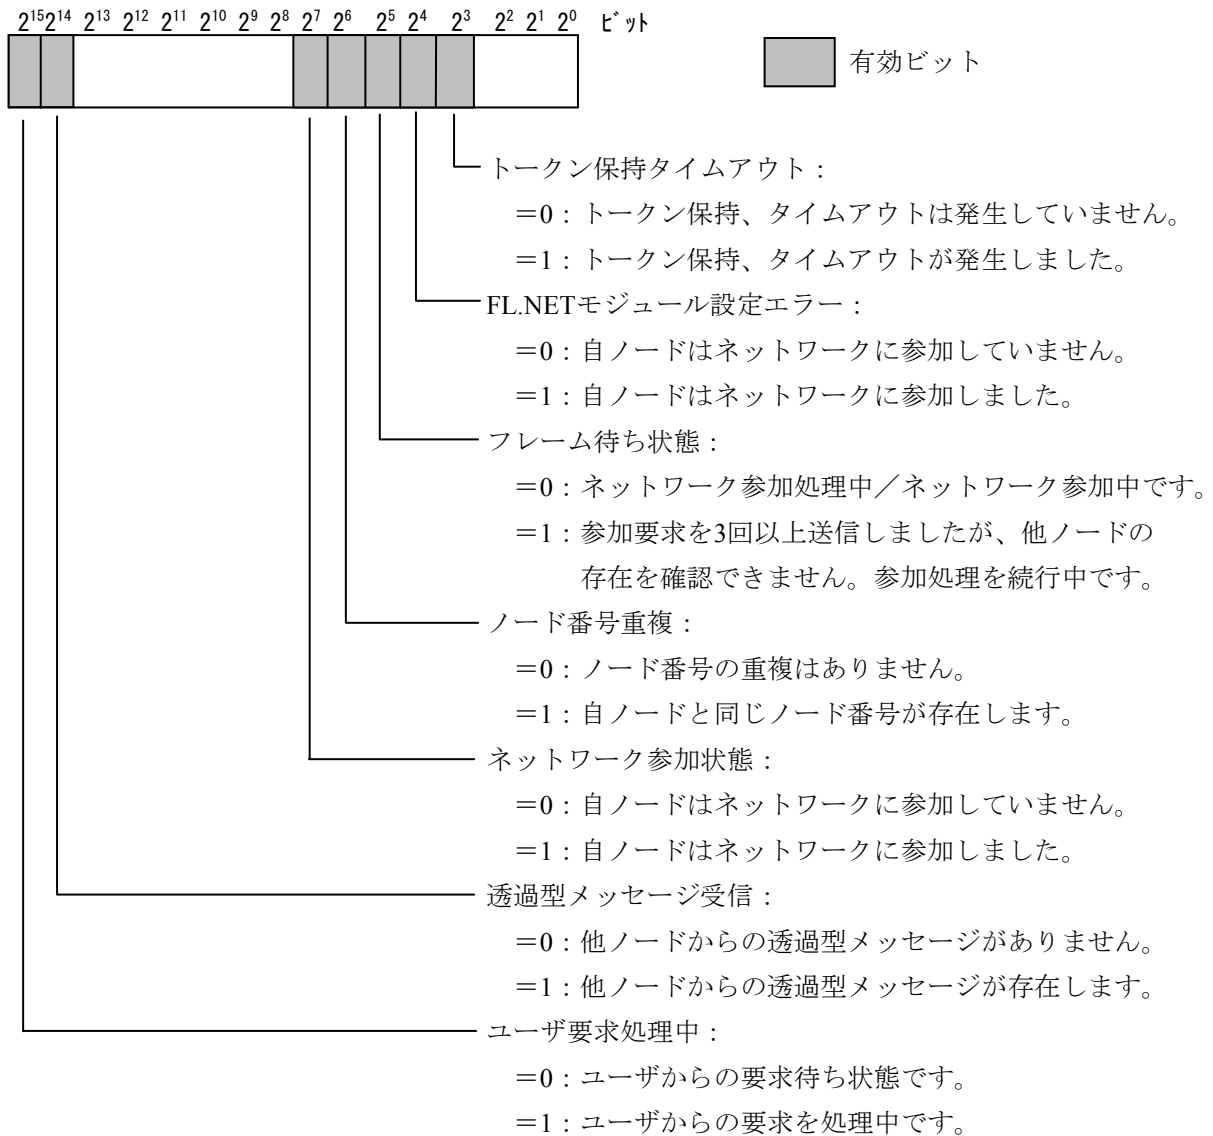 2¹⁵ 2¹⁴ 2¹³ 2¹² 2¹¹ 2¹⁰ 2⁹ 2⁸ 2⁷ 2⁶ 2⁵ 2⁴ 2³ 2² 2¹ 2⁰ ﾋﾞｯﾄ
有効ビット
トークン保持タイムアウト：
＝0：トークン保持、タイムアウトは発生していません。
＝1：トークン保持、タイムアウトが発生しました。
FL.NETモジュール設定エラー：
＝0：自ノードはネットワークに参加していません。
＝1：自ノードはネットワークに参加しました。
フレーム待ち状態：
＝0：ネットワーク参加処理中／ネットワーク参加中です。
＝1：参加要求を3回以上送信しましたが、他ノードの
存在を確認できません。参加処理を続行中です。
ノード番号重複：
＝0：ノード番号の重複はありません。
＝1：自ノードと同じノード番号が存在します。
ネットワーク参加状態：
＝0：自ノードはネットワークに参加していません。
＝1：自ノードはネットワークに参加しました。
透過型メッセージ受信：
＝0：他ノードからの透過型メッセージがありません。
＝1：他ノードからの透過型メッセージが存在します。
ユーザ要求処理中：
＝0：ユーザからの要求待ち状態です。
＝1：ユーザからの要求を処理中です。